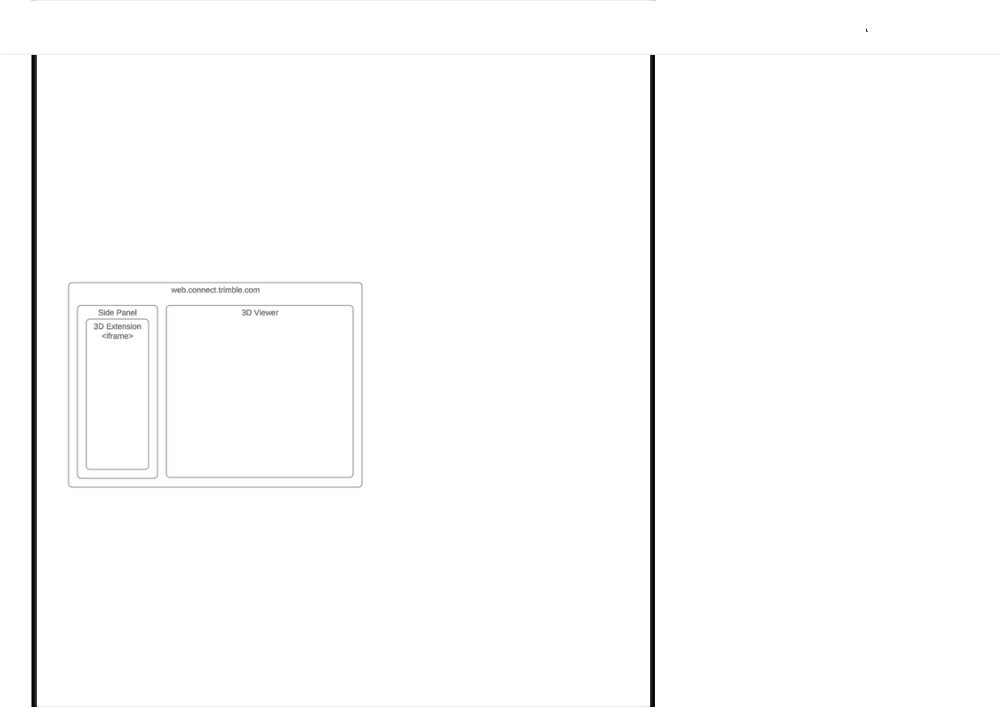 web.connect.trimble.com
Side Panel
3D Extension
<iframe>
3D Viewer